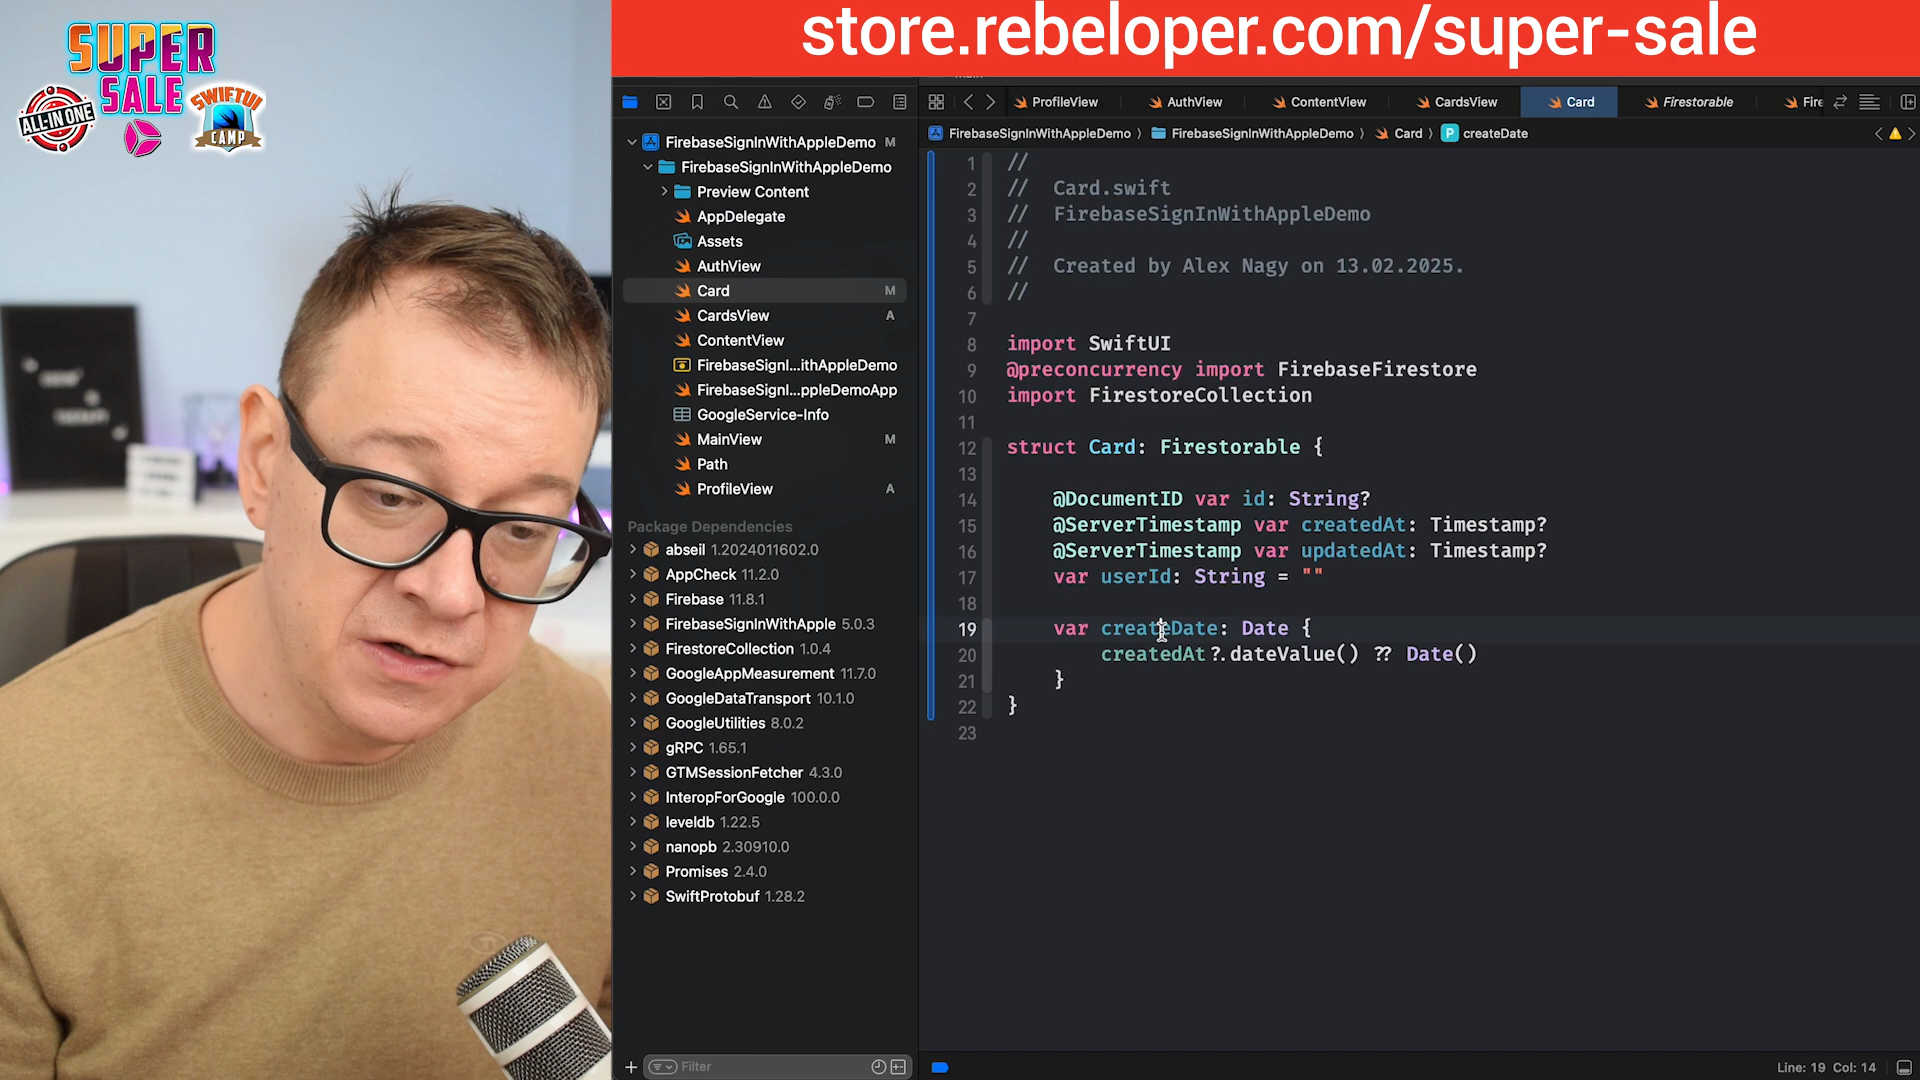 store.rebeloper.com/super-sale
SUPER
SALE
ALL-IN-ONE
SWIFTUI
CAMP
ProfileView
AuthView
ContentView
CardsView
Card
Firestorable
Fire
FirebaseSignInWithAppleDemo
FirebaseSignInWithAppleDemo
Card
P
createDate
FirebaseSignInWithAppleDemo M
FirebaseSignInWithAppleDemo
Preview Content
AppDelegate
Assets
AuthView
Card M
CardsView A
ContentView
FirebaseSignI...ithAppleDemo
FirebaseSignI...ppleDemoApp
GoogleService-Info
MainView M
Path
ProfileView A
Package Dependencies
abseil 1.2024011602.0
AppCheck 11.2.0
Firebase 11.8.1
FirebaseSignInWithApple 5.0.3
FirestoreCollection 1.0.4
GoogleAppMeasurement 11.7.0
GoogleDataTransport 10.1.0
GoogleUtilities 8.0.2
gRPC 1.65.1
GTMSessionFetcher 4.3.0
InteropForGoogle 100.0.0
leveldb 1.22.5
nanopb 2.30910.0
Promises 2.4.0
SwiftProtobuf 1.28.2
Filter
1 //
2 // Card.swift
3 // FirebaseSignInWithAppleDemo
4 //
5 // Created by Alex Nagy on 13.02.2025.
6 //
7
8 import SwiftUI
9 @preconcurrency import FirebaseFirestore
10 import FirestoreCollection
11
12 struct Card: Firestorable {
13
14 @DocumentID var id: String?
15 @ServerTimestamp var createdAt: Timestamp?
16 @ServerTimestamp var updatedAt: Timestamp?
17 var userId: String = ""
18
19 var createDate: Date {
20 createdAt?.dateValue() ?? Date()
21 }
22 }
23
Line: 19 Col: 14